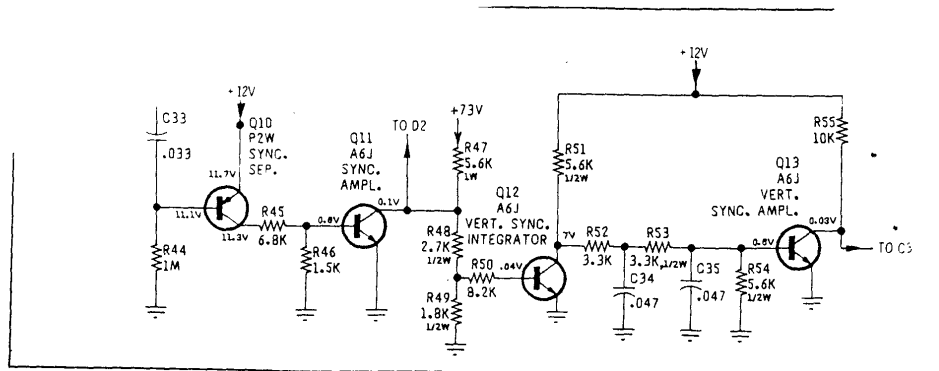 C33
.033
R44
1M
+12V
Q10
P2W
SYNC.
SEP.
11.7V
11.1V
11.3V
R45
6.8K
R46
1.5K
0.8V
Q11
A6J
SYNC.
AMPL.
0.1V
TO D2
+73V
R47
5.6K
1W
R48
2.7K
1/2W
R49
1.8K
1/2W
R50
8.2K
.04V
Q12
A6J
VERT. SYNC.
INTEGRATOR
+12V
R51
5.6K
1/2W
7V
R52
3.3K
R53
3.3K,1/2W
C34
.047
C35
.047
R54
5.6K
1/2W
0.6V
Q13
A6J
VERT.
SYNC. AMPL.
R55
10K
0.03V